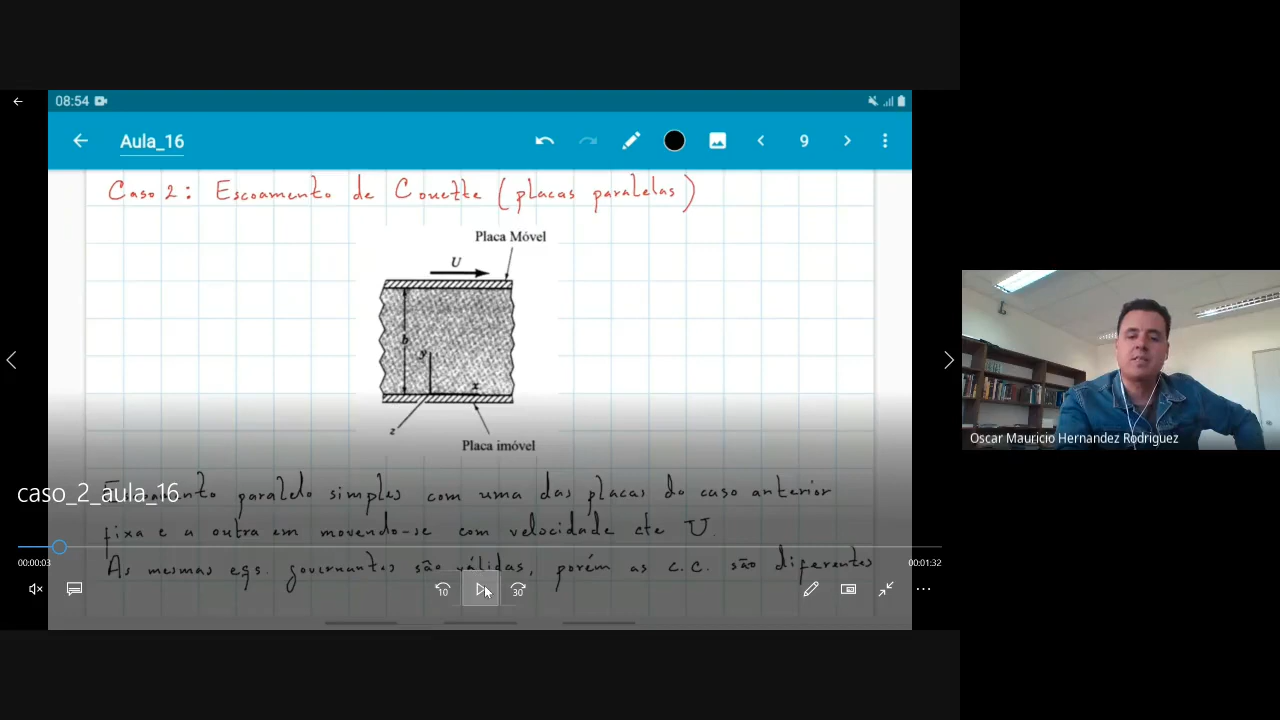 08:54
Aula_16
9
Caso 2: Escoamento de Couette (placas paralelas)
Placa Móvel
U
b
y
x
z
Placa imóvel
Escoamento paralelo simples com uma das placas do caso anterior
caso_2_aula_16
fixa e a outra em movendo-se com velocidade cte U.
As mesmas eqs. governantes são válidas, porém as c.c. são diferentes
00:00:03
00:01:32
10
30
Oscar Mauricio Hernandez Rodriguez